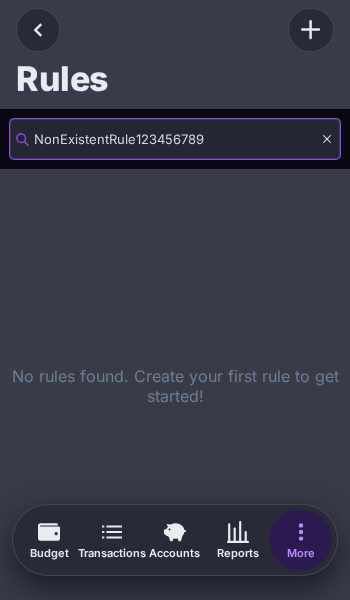 Rules
NonExistentRule123456789
No rules found. Create your first rule to get
started!
Budget Transactions Accounts Reports More